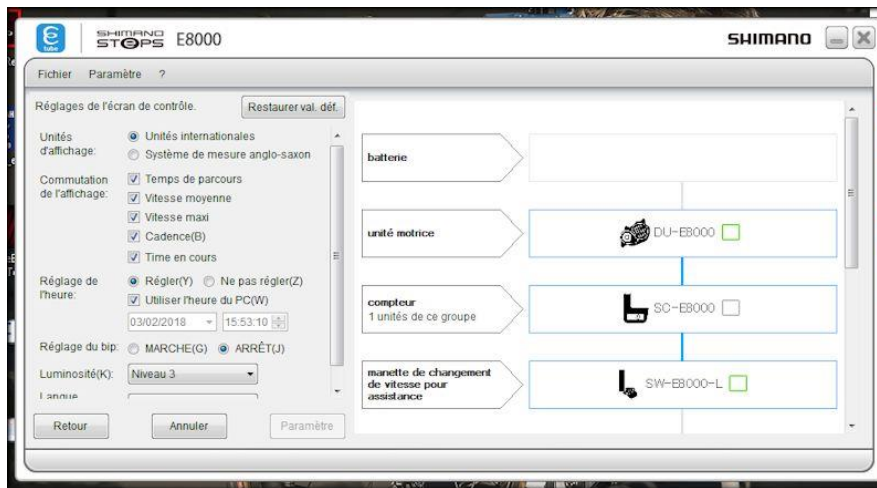 e tube
SHIMANO
STEPS E8000
SHIMANO
Fichier Paramètre ?
Réglages de l'écran de contrôle. Restaurer val. déf.
Unités d'affichage:
Unités internationales
Système de mesure anglo-saxon
Commutation de l'affichage:
Temps de parcours
Vitesse moyenne
Vitesse maxi
Cadence(B)
Time en cours
Réglage de l'heure:
Régler(Y) Ne pas régler(Z)
Utiliser l'heure du PC(W)
03/02/2018 15:53:10
Réglage du bip: MARCHE(G) ARRÊT(J)
Luminosité(K): Niveau 3
Langue
Retour Annuler Paramètre
batterie
unité motrice
DU-E8000
compteur
1 unités de ce groupe
SC-E8000
manette de changement
de vitesse pour
assistance
SW-E8000-L